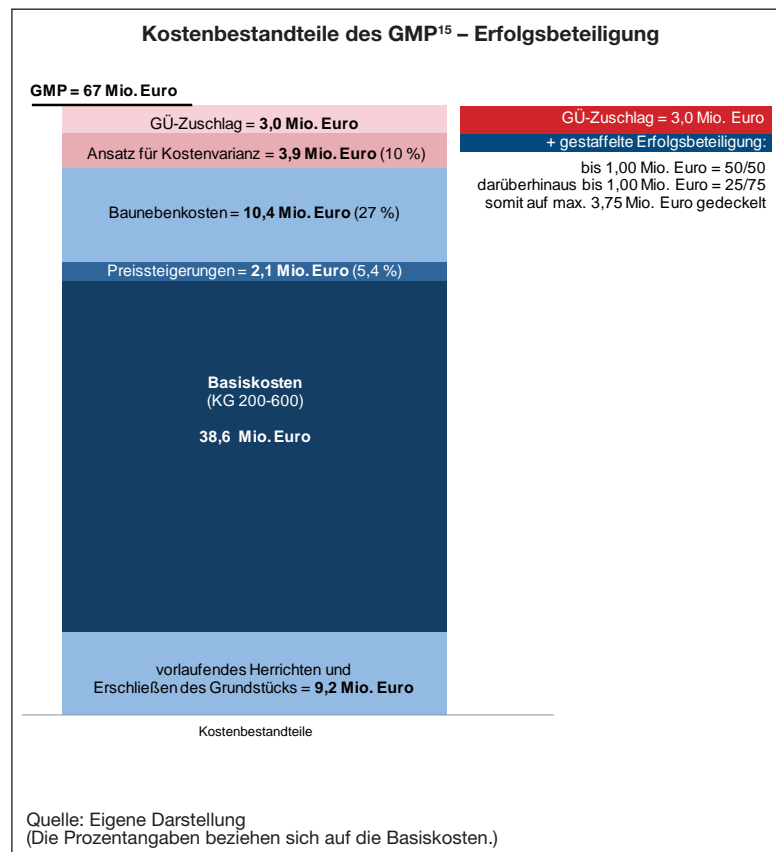 Kostenbestandteile des GMP¹⁵ – Erfolgsbeteiligung
GMP = 67 Mio. Euro
GÜ-Zuschlag = 3,0 Mio. Euro
Ansatz für Kostenvarianz = 3,9 Mio. Euro (10 %)
Baunebenkosten = 10,4 Mio. Euro (27 %)
Preissteigerungen = 2,1 Mio. Euro (5,4 %)
Basiskosten
(KG 200-600)
38,6 Mio. Euro
vorlaufendes Herrichten und
Erschließen des Grundstücks = 9,2 Mio. Euro
Kostenbestandteile
GÜ-Zuschlag = 3,0 Mio. Euro
+ gestaffelte Erfolgsbeteiligung:
bis 1,00 Mio. Euro = 50/50
darüberhinaus bis 1,00 Mio. Euro = 25/75
somit auf max. 3,75 Mio. Euro gedeckelt
Quelle: Eigene Darstellung
(Die Prozentangaben beziehen sich auf die Basiskosten.)